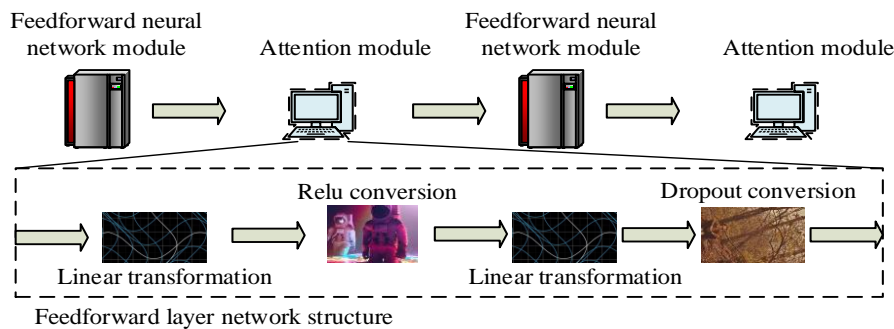 Feedforward neural
network module
Attention module
Feedforward neural
network module
Attention module
Relu conversion
Dropout conversion
Linear transformation
Linear transformation
Feedforward layer network structure